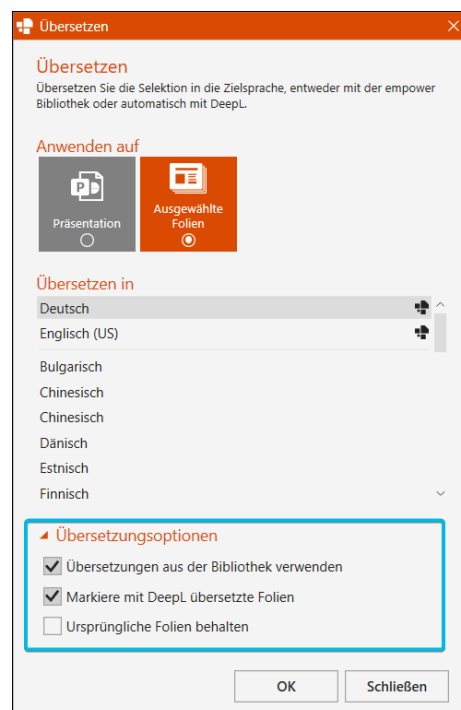 Übersetzen
Übersetzen
Übersetzen Sie die Selektion in die Zielsprache, entweder mit der empower
Bibliothek oder automatisch mit DeepL.
Anwenden auf
Präsentation
Ausgewählte
Folien
Übersetzen in
Deutsch
Englisch (US)
Bulgarisch
Chinesisch
Chinesisch
Dänisch
Estnisch
Finnisch
Übersetzungsoptionen
Übersetzungen aus der Bibliothek verwenden
Markiere mit DeepL übersetzte Folien
Ursprüngliche Folien behalten
OK
Schließen